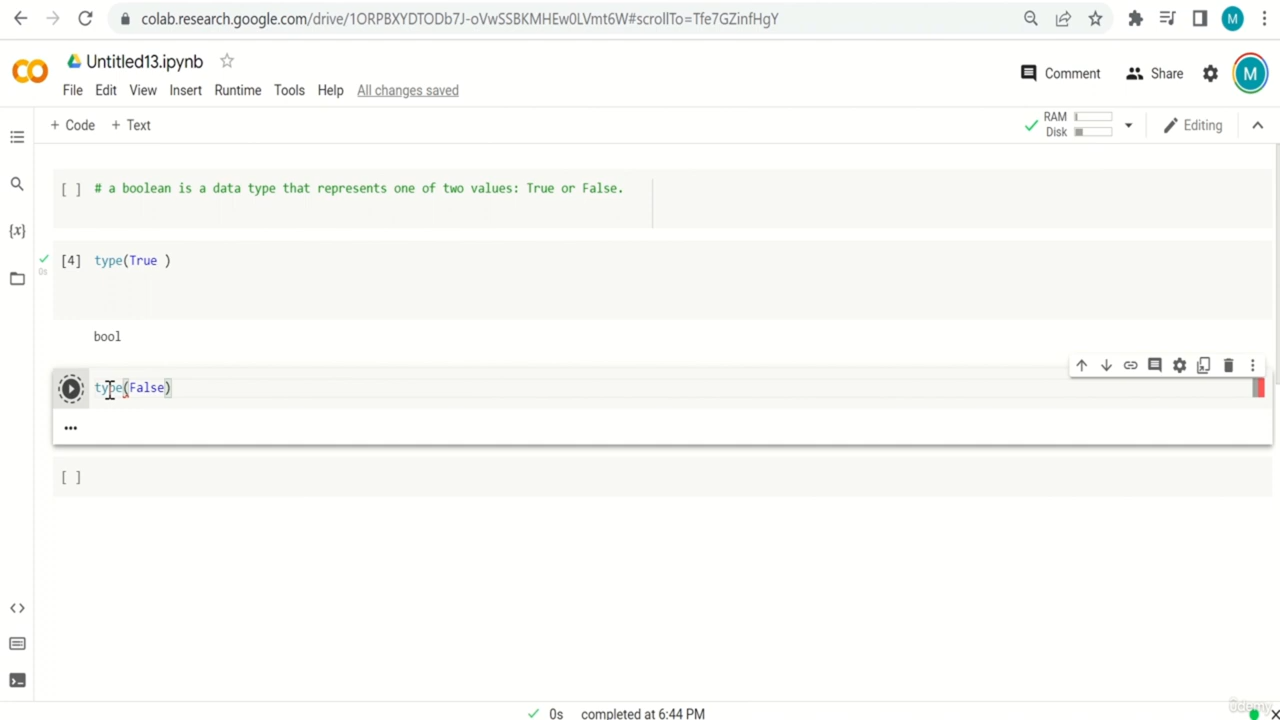 colab.research.google.com/drive/1ORPBXYDTODb7J-oVwSSBKMHEw0LVmt6W#scrollTo=Tfe7GZinfHgY
M
CO
Untitled13.ipynb
Comment
Share
M
File Edit View Insert Runtime Tools Help All changes saved
+ Code + Text
RAM
Disk
Editing
[ ] # a boolean is a data type that represents one of two values: True or False.
{x}
[4] type(True )
0s
bool
type(False)
...
[ ]
<>
0s completed at 6:44 PM
ûdemy